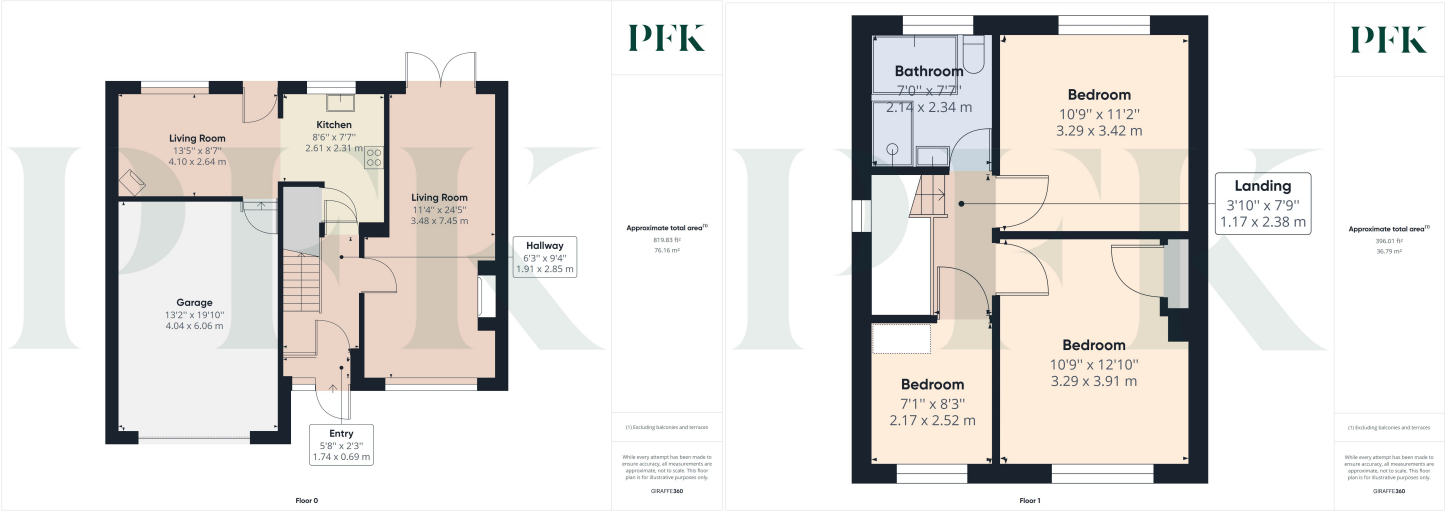 PFK
Living Room
13'5" x 8'7"
4.10 x 2.64 m
Kitchen
8'6" x 7'7"
2.61 x 2.31 m
Living Room
11'4" x 24'5"
3.48 x 7.45 m
Hallway
6'3" x 9'4"
1.91 x 2.85 m
Garage
13'2" x 19'10"
4.04 x 6.06 m
Entry
5'8" x 2'3"
1.74 x 0.69 m
Floor 0
PFK
Approximate total area(1)
819.83 ft²
76.16 m²
(1) Excluding balconies and terraces
While every attempt has been made to
ensure accuracy, all measurements are
approximate, not to scale. This floor
plan is for illustrative purposes only.
GIRAFFE360
PFK
Bathroom
7'0" x 7'7"
2.14 x 2.34 m
Bedroom
10'9" x 11'2"
3.29 x 3.42 m
Landing
3'10" x 7'9"
1.17 x 2.38 m
Bedroom
10'9" x 12'10"
3.29 x 3.91 m
Bedroom
7'1" x 8'3"
2.17 x 2.52 m
Floor 1
PFK
Approximate total area(1)
396.01 ft²
36.79 m²
(1) Excluding balconies and terraces
While every attempt has been made to
ensure accuracy, all measurements are
approximate, not to scale. This floor
plan is for illustrative purposes only.
GIRAFFE360